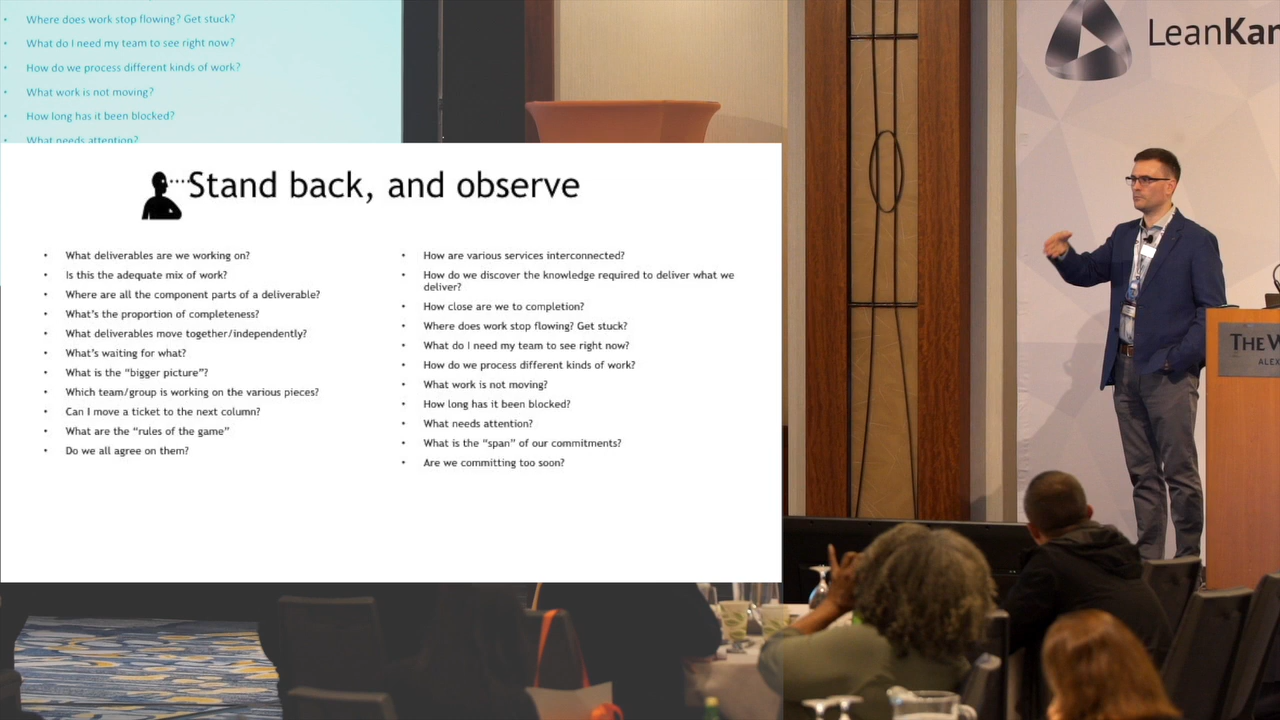 Where does work stop flowing? Get stuck?
What do I need my team to see right now?
How do we process different kinds of work?
What work is not moving?
How long has it been blocked?
What needs attention?
LeanKan
Stand back, and observe
What deliverables are we working on?
Is this the adequate mix of work?
Where are all the component parts of a deliverable?
What's the proportion of completeness?
What deliverables move together/independently?
What's waiting for what?
What is the “bigger picture”?
Which team/group is working on the various pieces?
Can I move a ticket to the next column?
What are the “rules of the game”
Do we all agree on them?
How are various services interconnected?
How do we discover the knowledge required to deliver what we
deliver?
How close are we to completion?
Where does work stop flowing? Get stuck?
What do I need my team to see right now?
How do we process different kinds of work?
What work is not moving?
How long has it been blocked?
What needs attention?
What is the “span” of our commitments?
Are we committing too soon?
THE W
ALEX